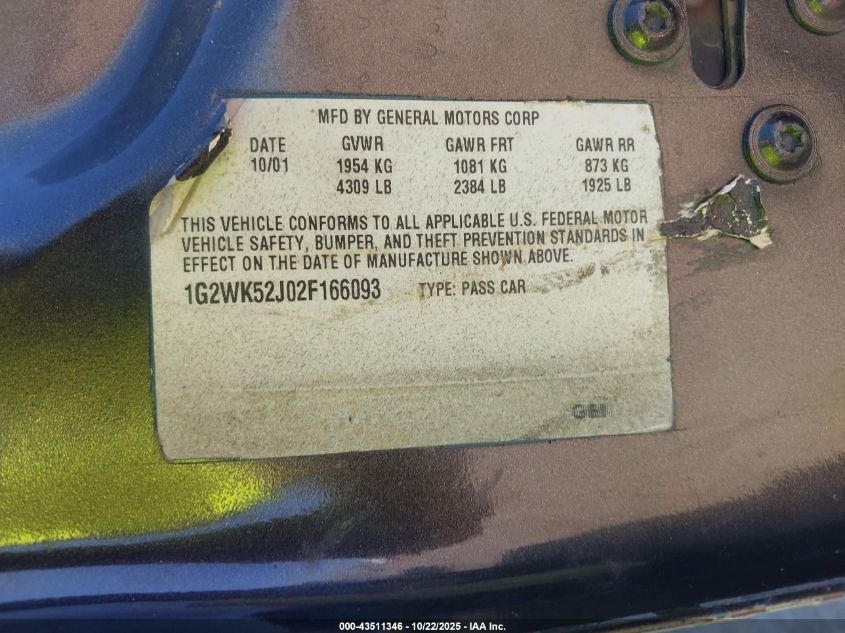 MFD BY GENERAL MOTORS CORP
DATE GVWR GAWR FRT GAWR RR
10/01 1954 KG 1081 KG 873 KG
4309 LB 2384 LB 1925 LB
THIS VEHICLE CONFORMS TO ALL APPLICABLE U.S. FEDERAL MOTOR
VEHICLE SAFETY, BUMPER, AND THEFT PREVENTION STANDARDS IN
EFFECT ON THE DATE OF MANUFACTURE SHOWN ABOVE.
1G2WK52J02F166093 TYPE: PASS CAR
000-43511346 - 10/22/2025 - IAA Inc.